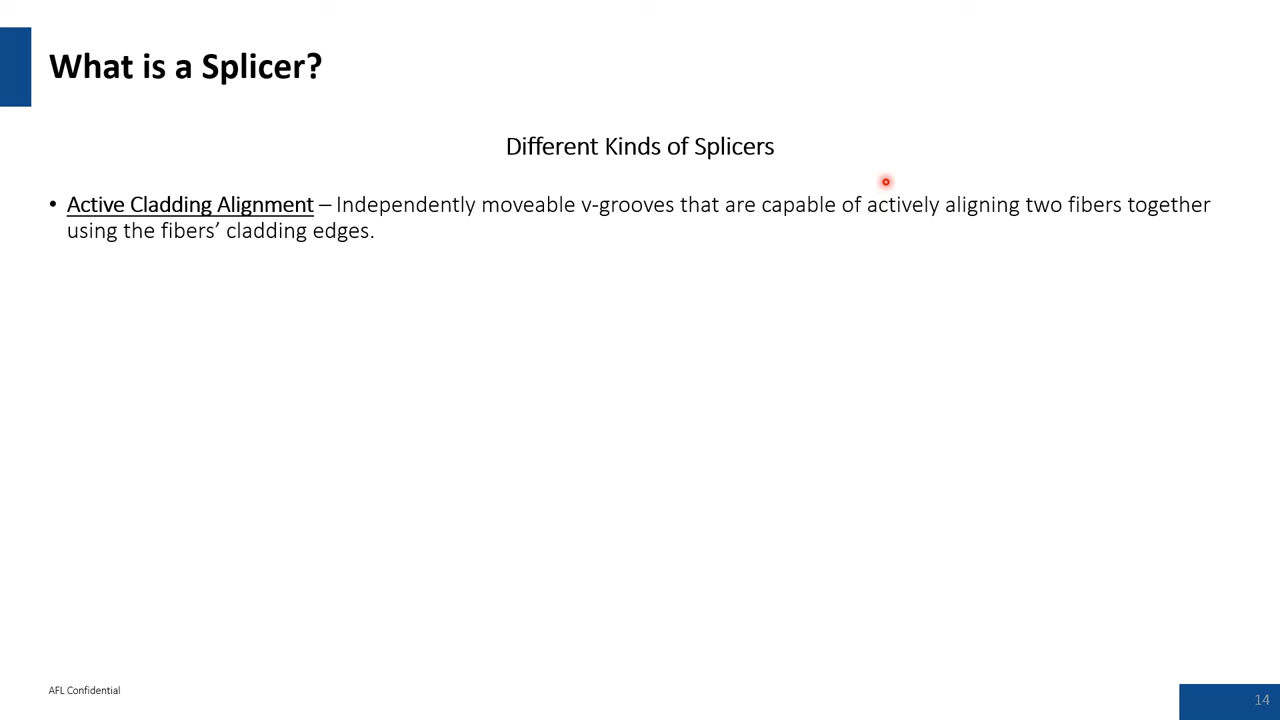 What is a Splicer?
Different Kinds of Splicers
• Active Cladding Alignment – Independently moveable v-grooves that are capable of actively aligning two fibers together
using the fibers’ cladding edges.
AFL Confidential
14